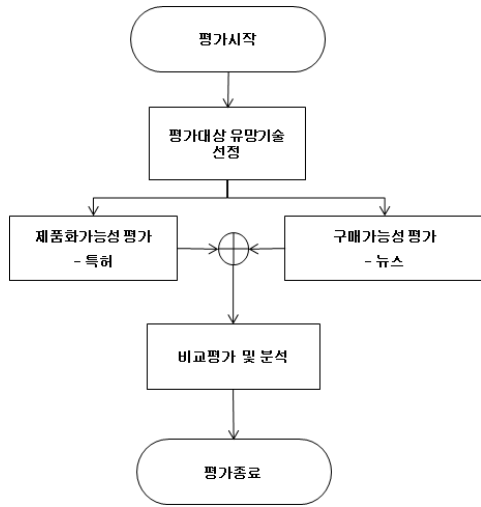 평가시작
평가대상 유망기술
선정
제품화가능성 평가
- 특허
구매가능성 평가
- 뉴스
비교평가 및 분석
평가종료